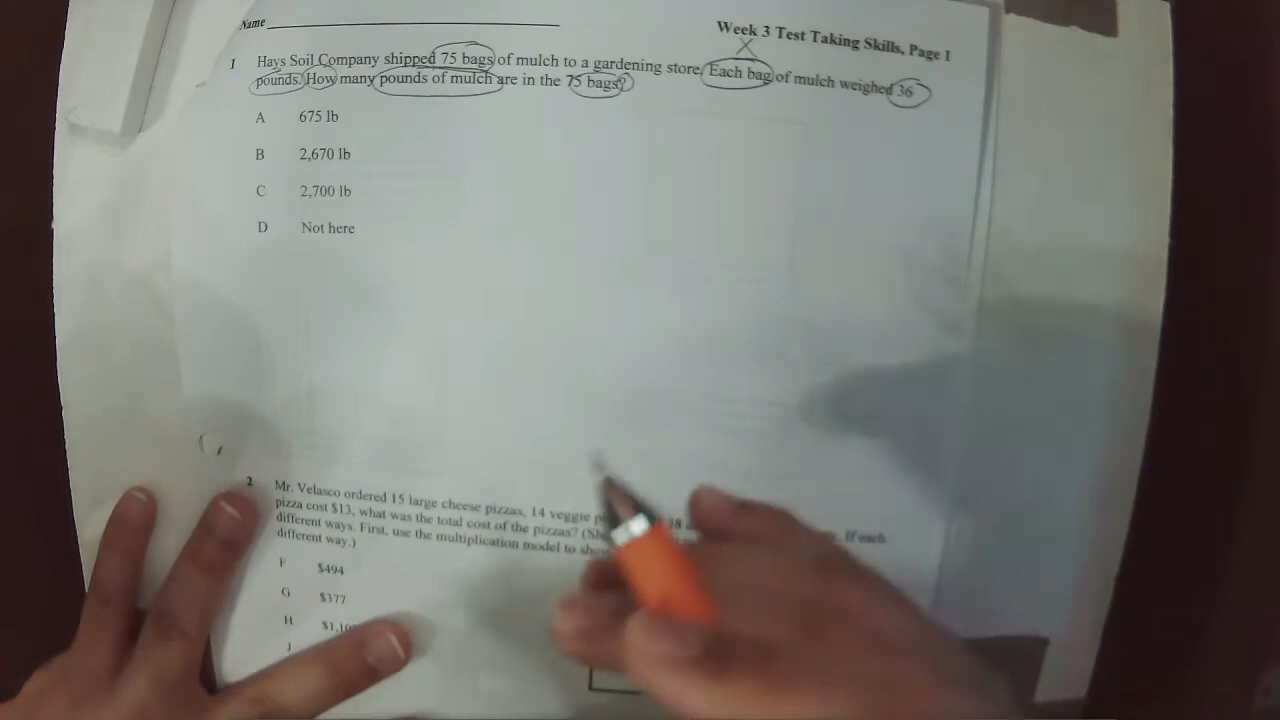 Name
Week 3 Test Taking Skills, Page 1
X
1 Hays Soil Company shipped 75 bags of mulch to a gardening store. Each bag of mulch weighed 36
pounds. How many pounds of mulch are in the 75 bags?
A 675 lb
B 2,670 lb
C 2,700 lb
D Not here
2 Mr. Velasco ordered 15 large cheese pizzas, 14 veggie 18 If each
pizza cost $13, what was the total cost of the pizzas?
different ways. First, use the multiplication model to show
different way.)
F $494
G $377
H
J